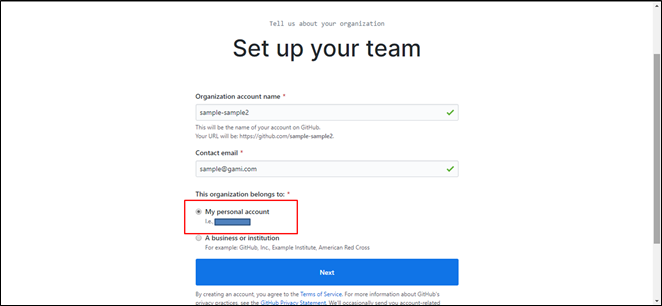 Tell us about your organization
Set up your team
Organization account name *
sample-sample2
This will be the name of your account on GitHub.
Your URL will be: https://github.com/sample-sample2.
Contact email *
sample@gami.com
This organization belongs to: *
My personal account
I.e.,
A business or institution
For example: GitHub, Inc., Example Institute, American Red Cross
Next
By creating an account, you agree to the Terms of Service. For more information about GitHub's
privacy practices, see the GitHub Privacy Statement. We'll occasionally send you account-related